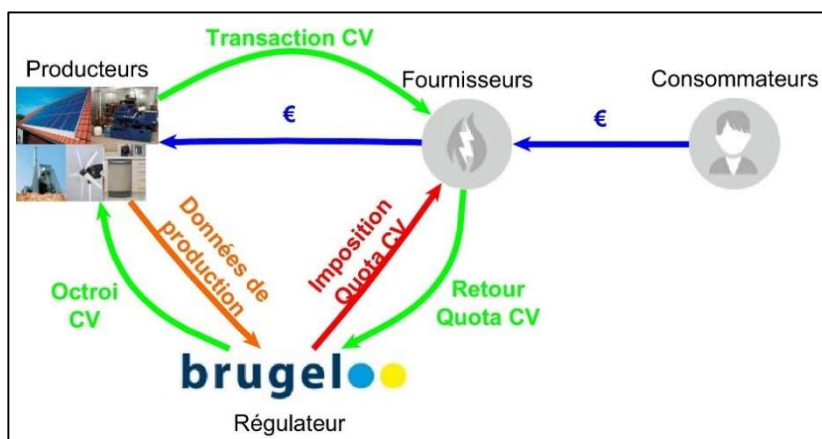 Transaction CV
Producteurs
Fournisseurs
Consommateurs
€
€
Données de
production
Imposition
Quota CV
Octroi
CV
Retour
Quota CV
brugel
Régulateur